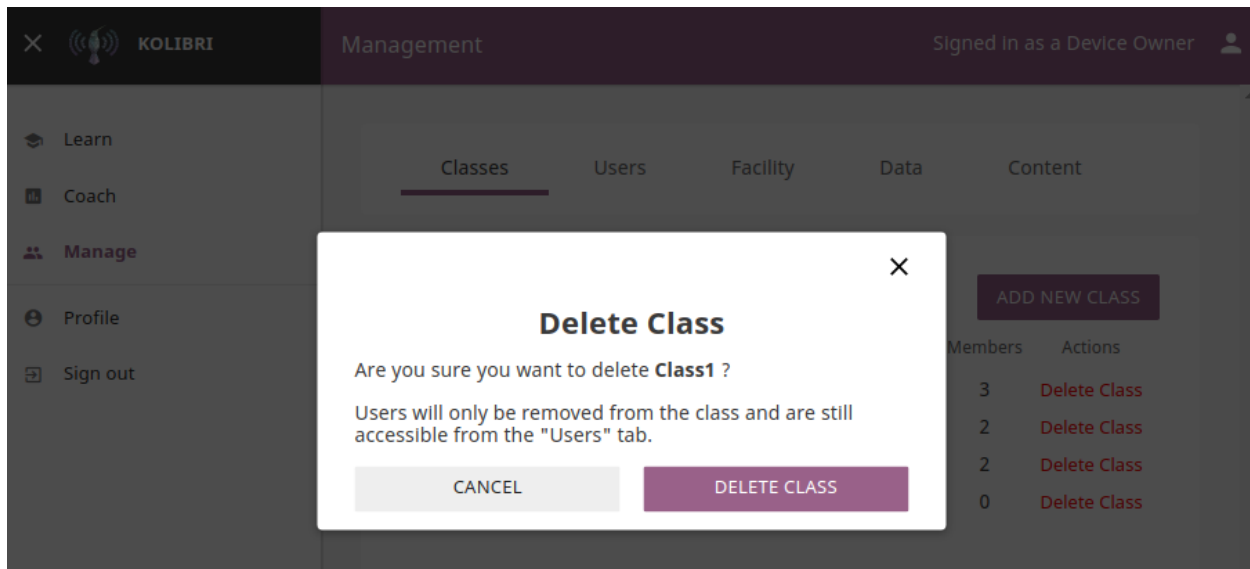 KOLIBRI
Management
Signed in as a Device Owner
Learn
Coach
Manage
Profile
Sign out
Classes Users Facility Data Content
ADD NEW CLASS
Members Actions
3 Delete Class
2 Delete Class
2 Delete Class
0 Delete Class
Delete Class
Are you sure you want to delete Class1 ?
Users will only be removed from the class and are still
accessible from the "Users" tab.
CANCEL DELETE CLASS